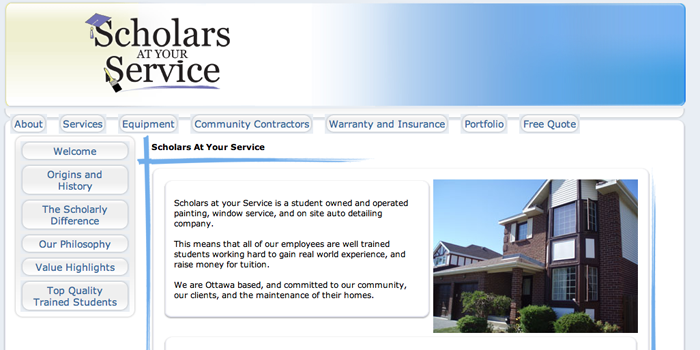 Scholars
AT YOUR
Service
About Services Equipment Community Contractors Warranty and Insurance Portfolio Free Quote
Welcome
Origins and
History
The Scholarly
Difference
Our Philosophy
Value Highlights
Top Quality
Trained Students
Scholars At Your Service
Scholars at your Service is a student owned and operated
painting, window service, and on site auto detailing
company.
This means that all of our employees are well trained
students working hard to gain real world experience, and
raise money for tuition.
We are Ottawa based, and committed to our community,
our clients, and the maintenance of their homes.